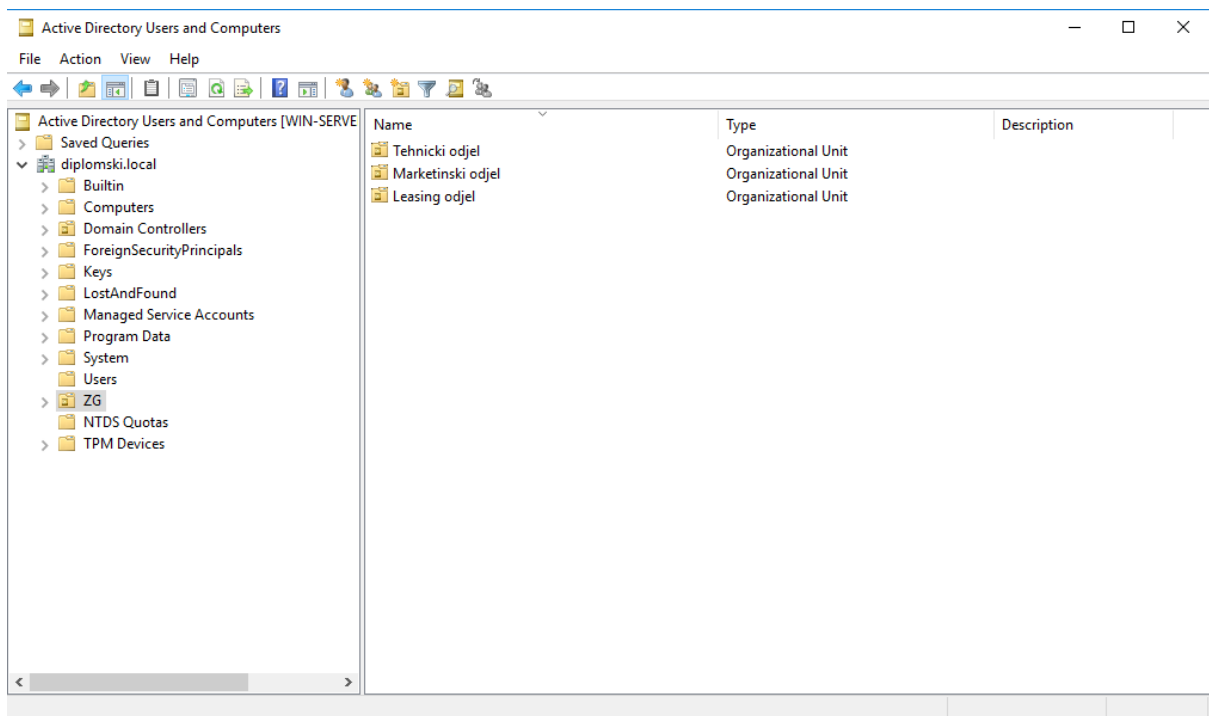 Active Directory Users and Computers
File Action View Help
Active Directory Users and Computers [WIN-SERVE
Saved Queries
diplomski.local
Builtin
Computers
Domain Controllers
ForeignSecurityPrincipals
Keys
LostAndFound
Managed Service Accounts
Program Data
System
Users
ZG
NTDS Quotas
TPM Devices
Name Type Description
Tehnicki odjel Organizational Unit
Marketinski odjel Organizational Unit
Leasing odjel Organizational Unit